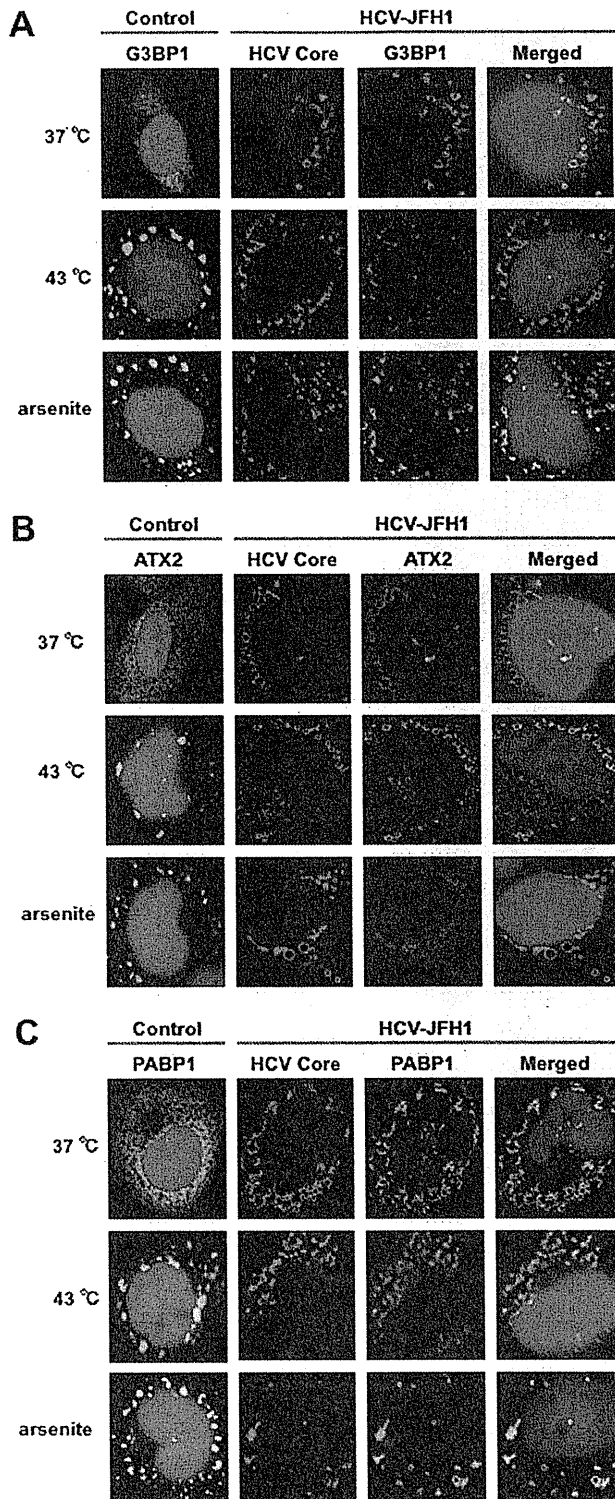 A
Control HCV-JFH1
G3BP1 HCV Core G3BP1 Merged
37 °C
43 °C
arsenite
B
Control HCV-JFH1
ATX2 HCV Core ATX2 Merged
37 °C
43 °C
arsenite
C
Control HCV-JFH1
PABP1 HCV Core PABP1 Merged
37 °C
43 °C
arsenite